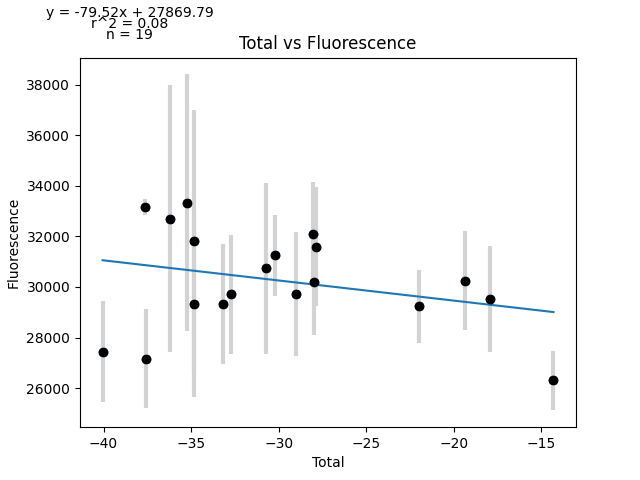 y = -79.52x + 27869.79
r^2 = 0.08
n = 19
Total vs Fluorescence
38000
36000
34000
32000
30000
28000
26000
Fluorescence
−40
−35
−30
−25
−20
−15
Total